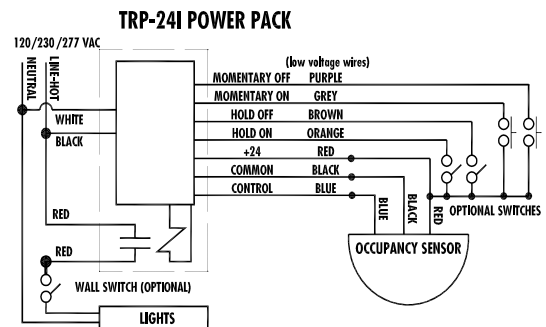 TRP-24I POWER PACK
120/230/277 VAC
NEUTRAL
LINE-HOT
(low voltage wires)
MOMENTARY OFF PURPLE
MOMENTARY ON GREY
HOLD OFF BROWN
HOLD ON ORANGE
+24 RED
COMMON BLACK
CONTROL BLUE
WHITE
BLACK
RED
RED
BLUE
BLACK
RED
OPTIONAL SWITCHES
OCCUPANCY SENSOR
WALL SWITCH (OPTIONAL)
LIGHTS